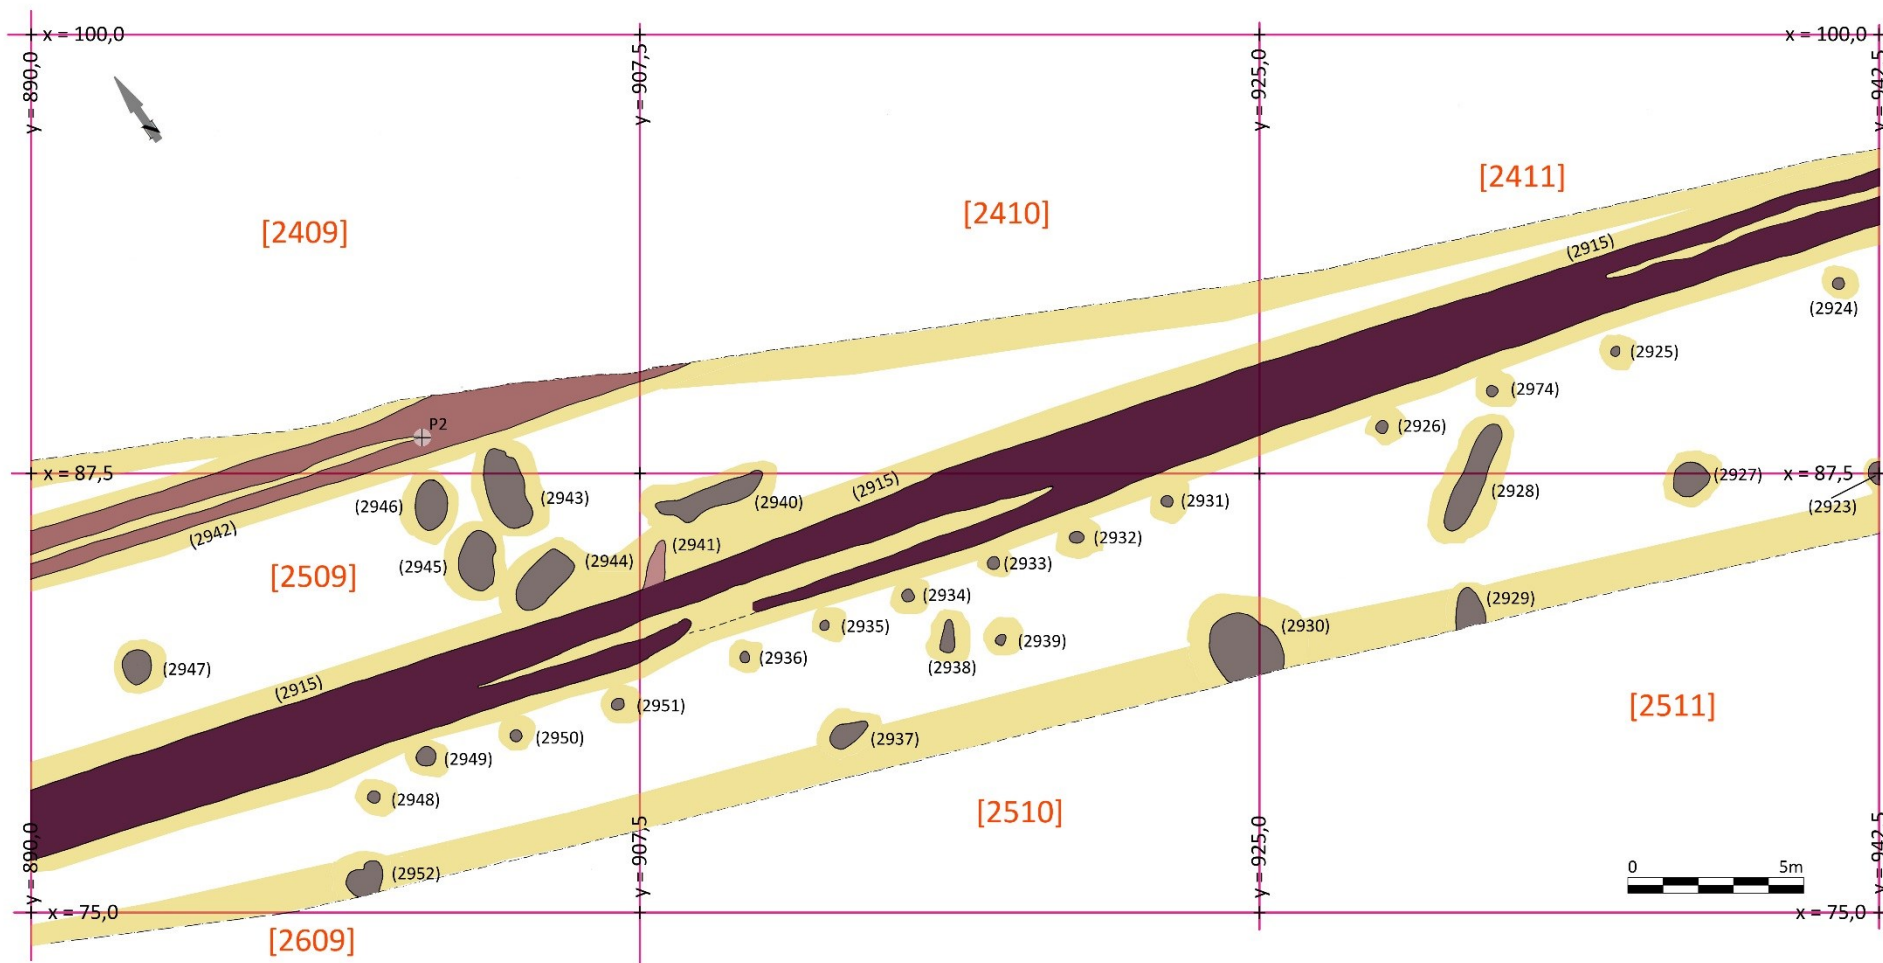 x = 100,0
x = 100,0
y = 890,0
y = 907,5
y = 925,0
y = 942,5
[2411]
[2409]
[2410]
(2915)
(2924)
(2925)
(2974)
P2
(2926)
x = 87,5
(2927)
x = 87,5
(2915)
(2928)
(2943)
(2940)
(2946)
(2931)
(2923)
(2942)
(2932)
(2941)
(2944)
(2933)
(2945)
[2509]
(2934)
(2929)
(2935)
(2930)
(2939)
(2936)
(2938)
(2947)
(2915)
(2951)
[2511]
(2950)
(2937)
(2949)
(2948)
[2510]
y = 890,0
y = 907,5
y = 925,0
y = 942,5
0 5m
(2952)
x = 75,0
x = 75,0
[2609]